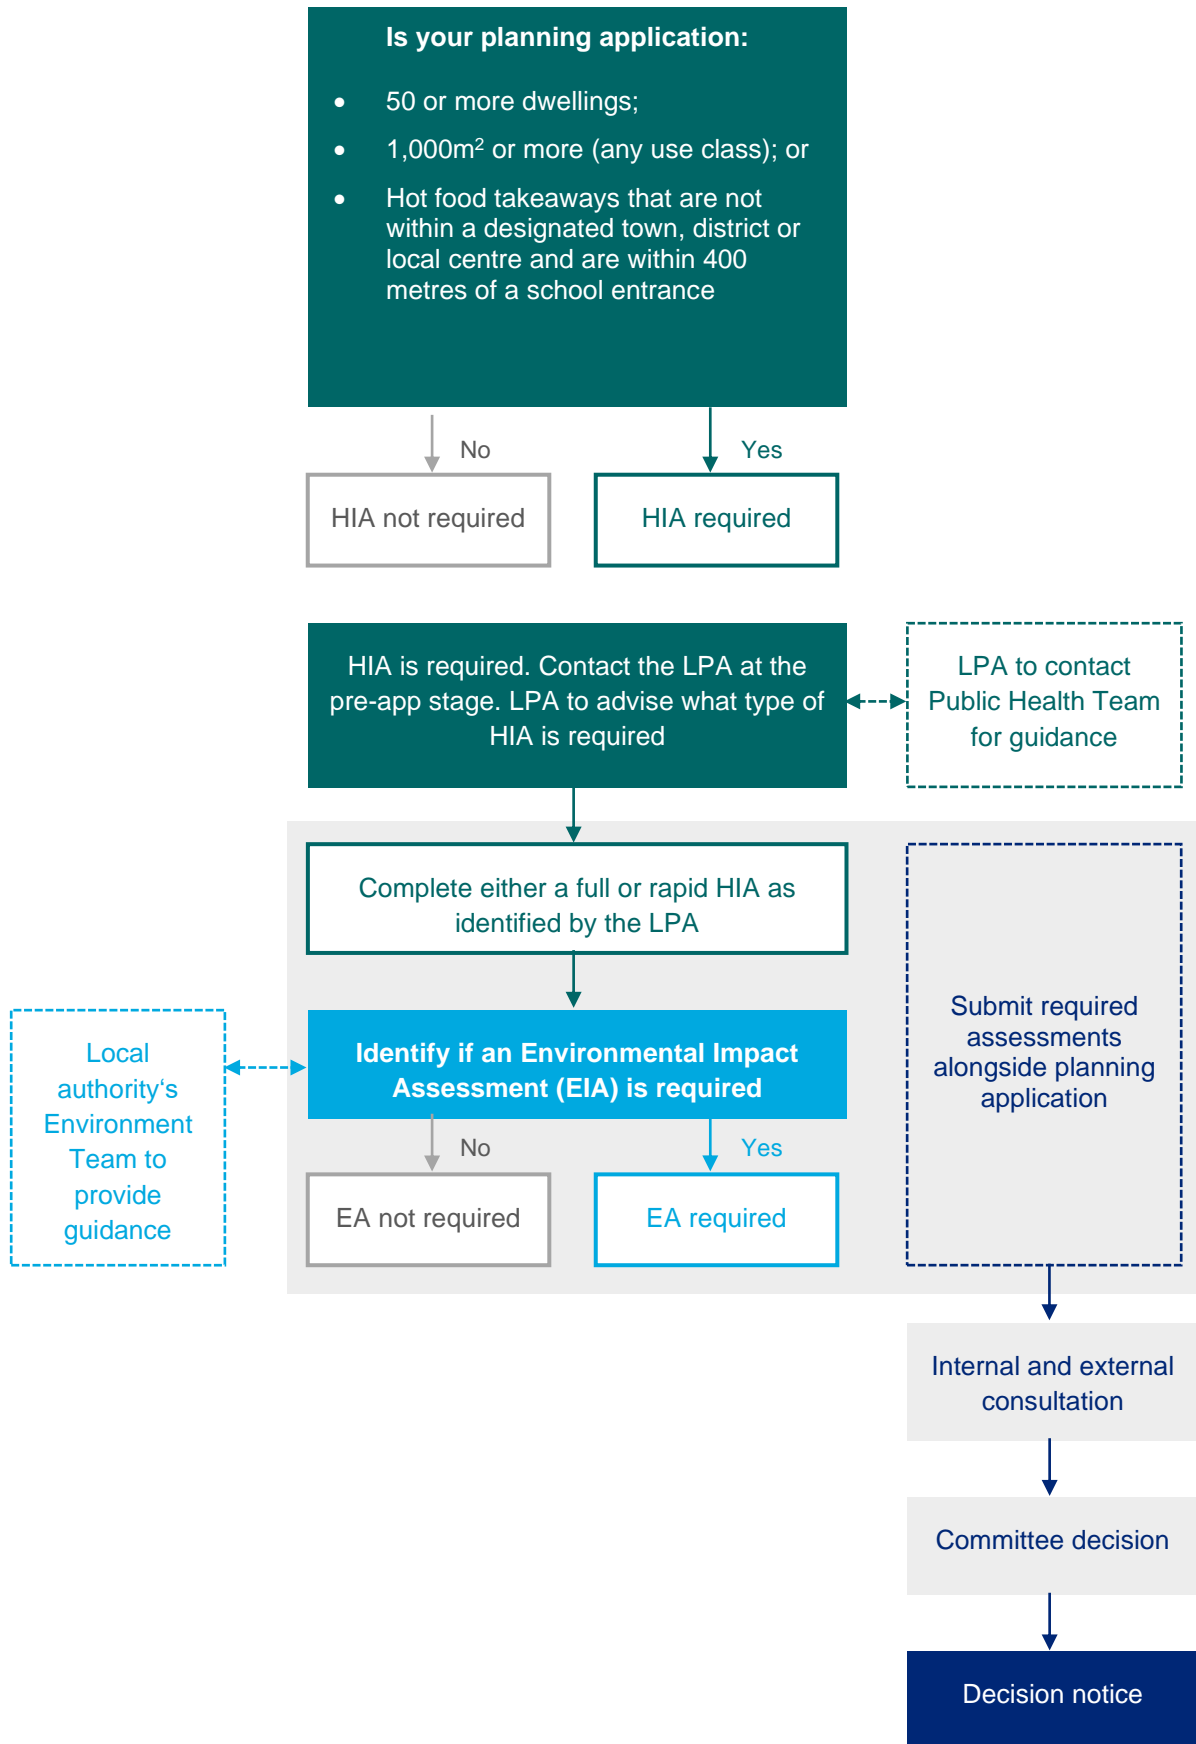 Is your planning application:
• 50 or more dwellings;
• 1,000m² or more (any use class); or
• Hot food takeaways that are not
within a designated town, district or
local centre and are within 400
metres of a school entrance
No
Yes
HIA not required
HIA required
HIA is required. Contact the LPA at the
pre-app stage. LPA to advise what type of
HIA is required
LPA to contact
Public Health Team
for guidance
Complete either a full or rapid HIA as
identified by the LPA
Submit required
assessments
alongside planning
application
Local
authority‘s
Environment
Team to
provide
guidance
Identify if an Environmental Impact
Assessment (EIA) is required
No
Yes
EA not required
EA required
Internal and external
consultation
Committee decision
Decision notice